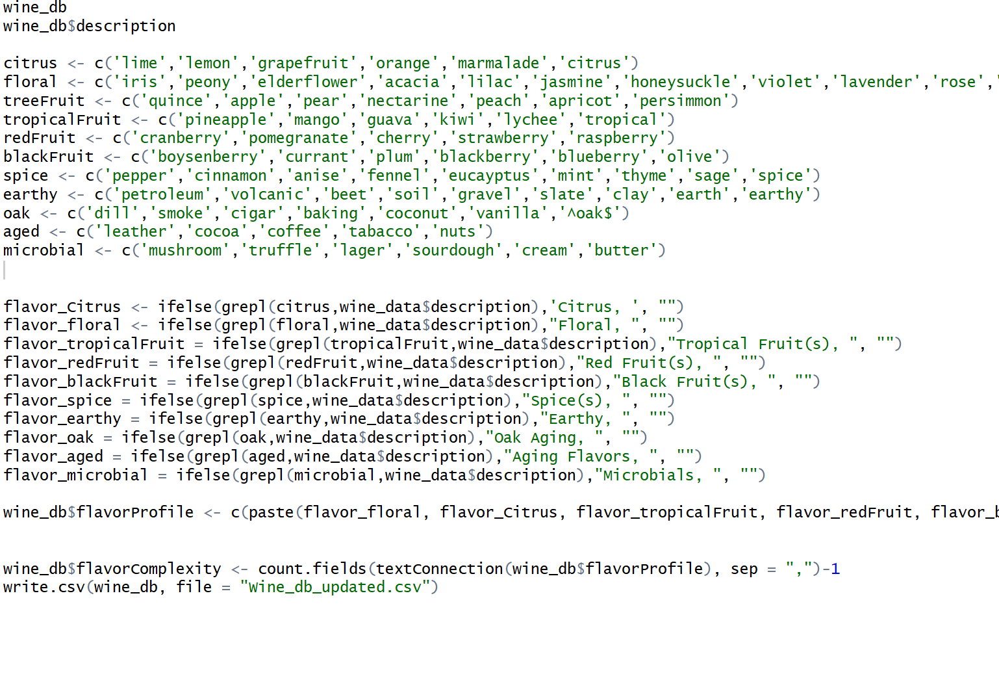 wine_db
wine_db$description
citrus <- c('lime','lemon','grapefruit','orange','marmalade','citrus')
floral <- c('iris','peony','elderflower','acacia','lilac','jasmine','honeysuckle','violet','lavender','rose','
treeFruit <- c('quince','apple','pear','nectarine','peach','apricot','persimmon')
tropicalFruit <- c('pineapple','mango','guava','kiwi','lychee','tropical')
redFruit <- c('cranberry','pomegranate','cherry','strawberry','raspberry')
blackFruit <- c('boysenberry','currant','plum','blackberry','blueberry','olive')
spice <- c('pepper','cinnamon','anise','fennel','eucayptus','mint','thyme','sage','spice')
earthy <- c('petroleum','volcanic','beet','soil','gravel','slate','clay','earth','earthy')
oak <- c('dill','smoke','cigar','baking','coconut','vanilla','^oak$')
aged <- c('leather','cocoa','coffee','tabacco','nuts')
microbial <- c('mushroom','truffle','lager','sourdough','cream','butter')
flavor_Citrus <- ifelse(grepl(citrus,wine_data$description),'Citrus, ', "")
flavor_floral <- ifelse(grepl(floral,wine_data$description),"Floral, ", "")
flavor_tropicalFruit = ifelse(grepl(tropicalFruit,wine_data$description),"Tropical Fruit(s), ", "")
flavor_redFruit = ifelse(grepl(redFruit,wine_data$description),"Red Fruit(s), ", "")
flavor_blackFruit = ifelse(grepl(blackFruit,wine_data$description),"Black Fruit(s), ", "")
flavor_spice = ifelse(grepl(spice,wine_data$description),"Spice(s), ", "")
flavor_earthy = ifelse(grepl(earthy,wine_data$description),"Earthy, ", "")
flavor_oak = ifelse(grepl(oak,wine_data$description),"Oak Aging, ", "")
flavor_aged = ifelse(grepl(aged,wine_data$description),"Aging Flavors, ", "")
flavor_microbial = ifelse(grepl(microbial,wine_data$description),"Microbials, ", "")
wine_db$flavorProfile <- c(paste(flavor_floral, flavor_Citrus, flavor_tropicalFruit, flavor_redFruit, flavor_b
wine_db$flavorComplexity <- count.fields(textConnection(wine_db$flavorProfile), sep = ",")-1
write.csv(wine_db, file = "Wine_db_updated.csv")